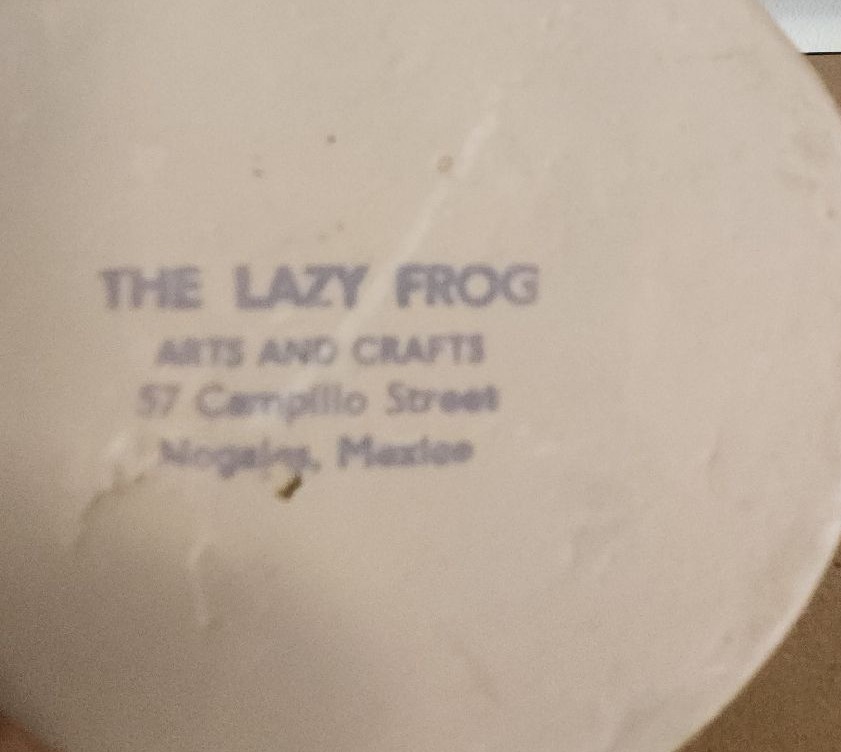 THE LAZY FROG
ARTS AND CRAFTS
57 Campillo Street
Nogales, Mexico